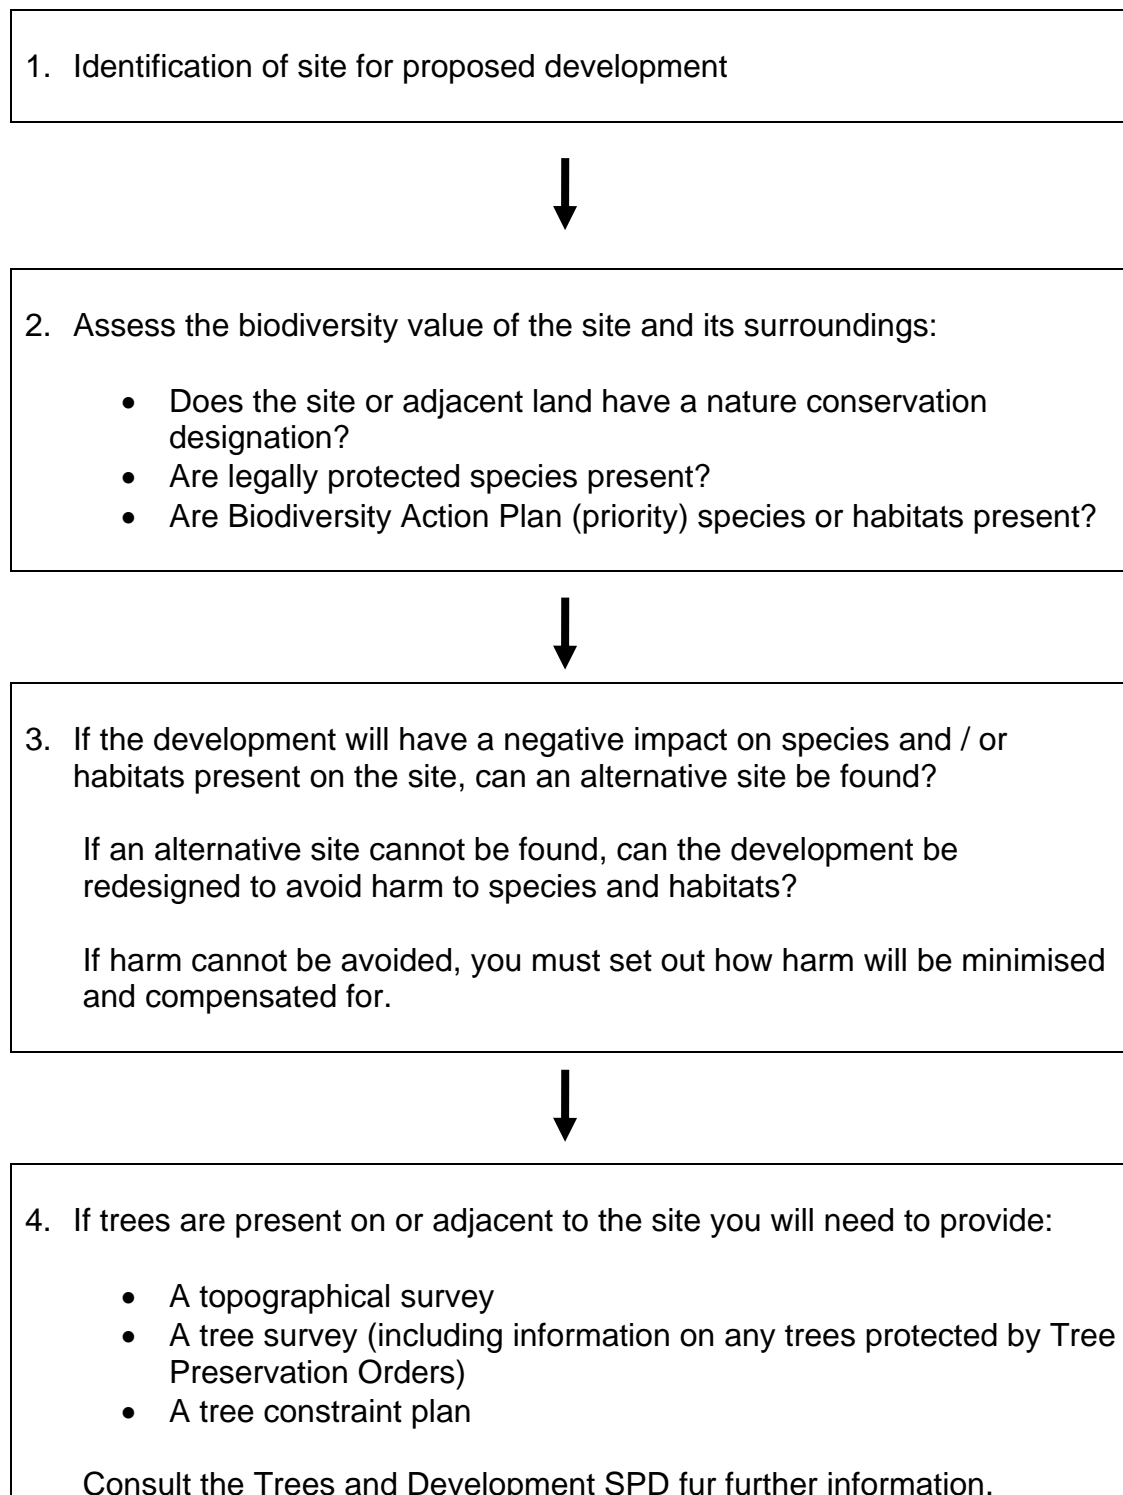 1. Identification of site for proposed development
2. Assess the biodiversity value of the site and its surroundings:
• Does the site or adjacent land have a nature conservation
designation?
• Are legally protected species present?
• Are Biodiversity Action Plan (priority) species or habitats present?
3. If the development will have a negative impact on species and / or
habitats present on the site, can an alternative site be found?
If an alternative site cannot be found, can the development be
redesigned to avoid harm to species and habitats?
If harm cannot be avoided, you must set out how harm will be minimised
and compensated for.
4. If trees are present on or adjacent to the site you will need to provide:
• A topographical survey
• A tree survey (including information on any trees protected by Tree
Preservation Orders)
• A tree constraint plan
Consult the Trees and Development SPD fur further information.